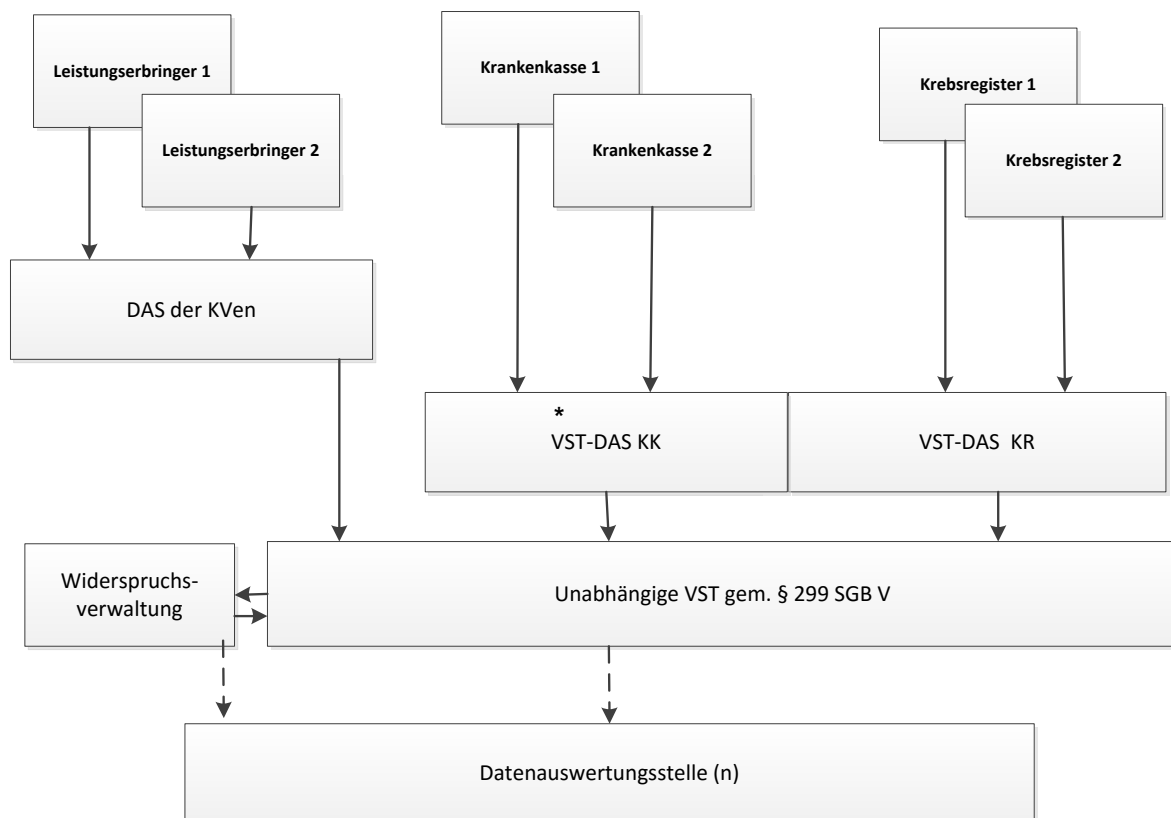 Leistungserbringer 1
Leistungserbringer 2
Krankenkasse 1
Krankenkasse 2
Krebsregister 1
Krebsregister 2
DAS der KVen
*
VST-DAS KK
VST-DAS KR
Widerspruchs-
verwaltung
Unabhängige VST gem. § 299 SGB V
Datenauswertungsstelle (n)